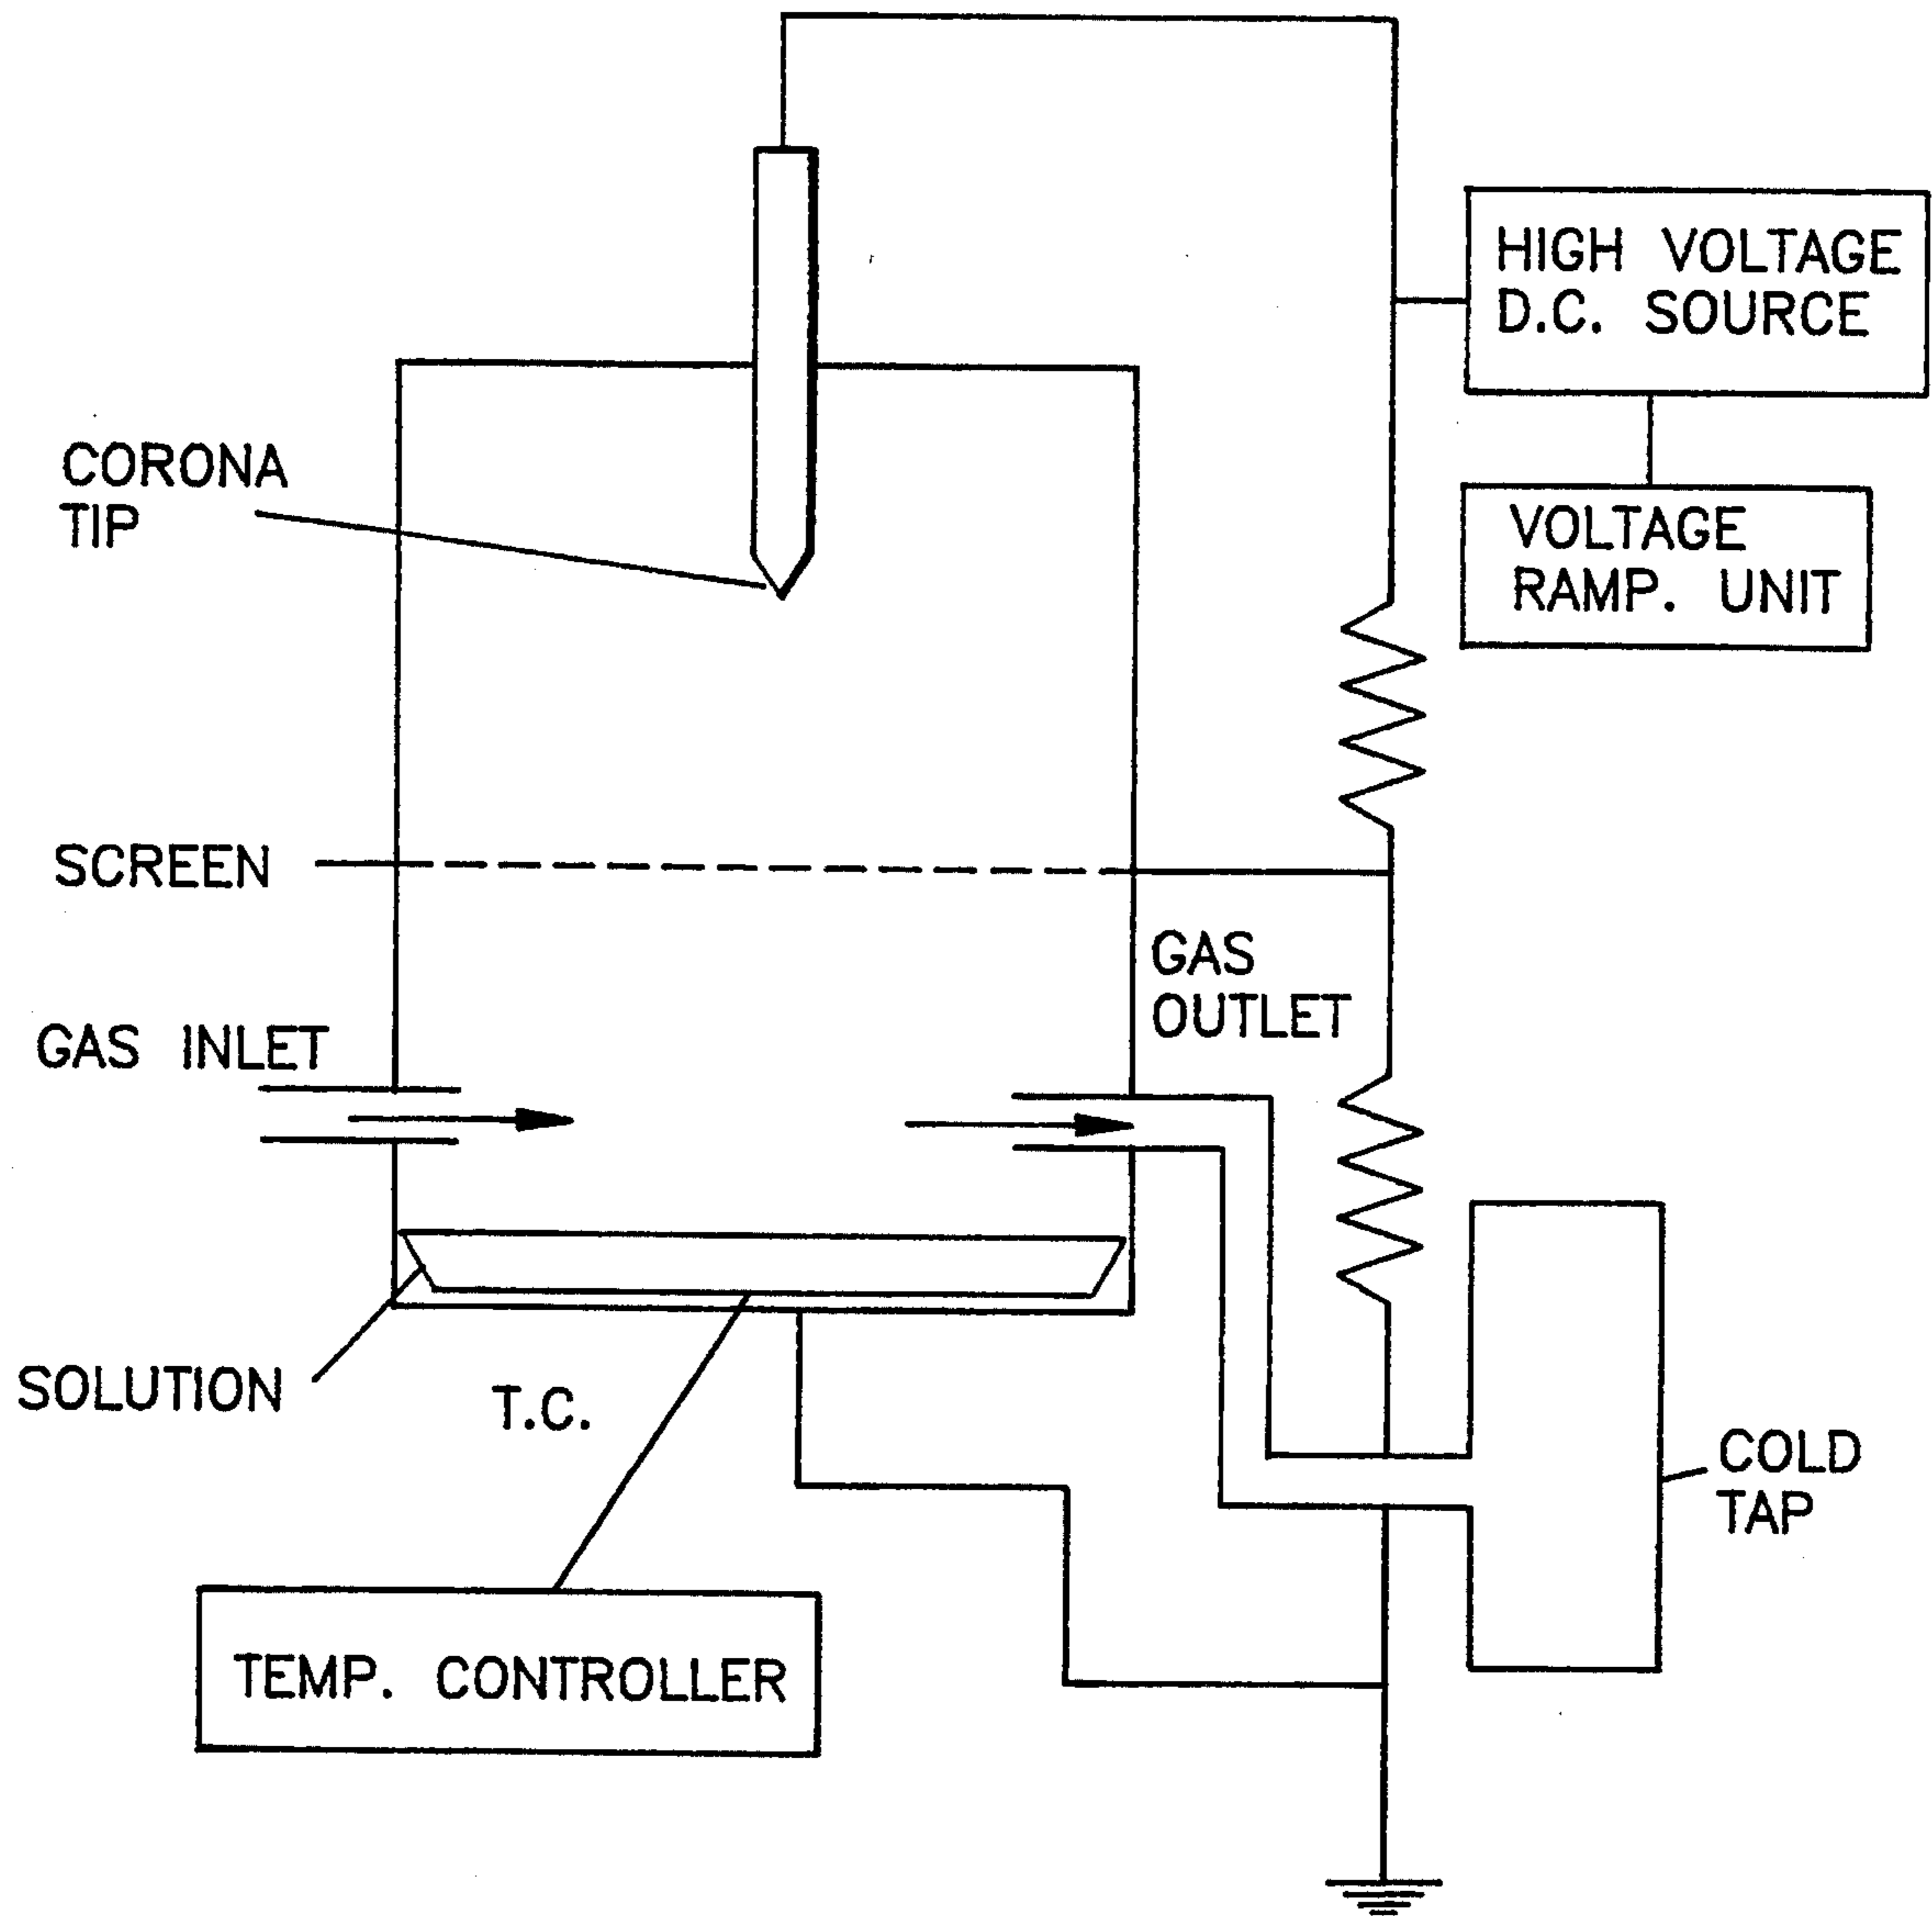 HIGH VOLTAGE
D.C. SOURCE
CORONA
TIP
VOLTAGE
RAMP. UNIT
SCREEN
GAS
OUTLET
GAS INLET
SOLUTION
T.C.
COLD
TAP
TEMP. CONTROLLER